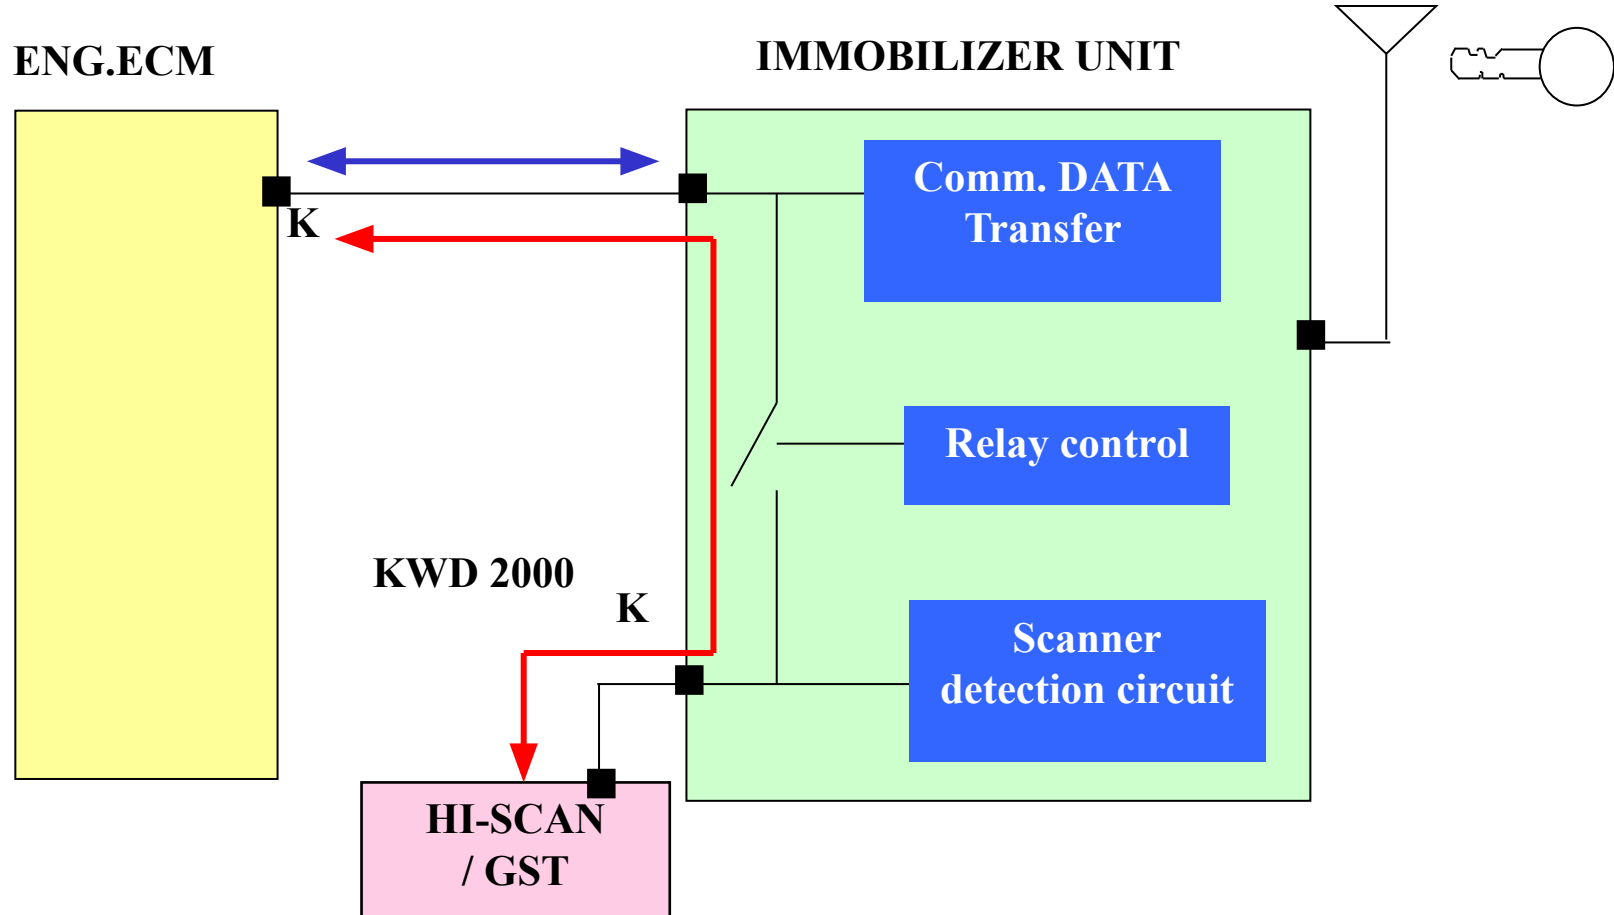 ENG.ECM
IMMOBILIZER UNIT
Comm. DATA
Transfer
K
Relay control
KWD 2000
K
Scanner
detection circuit
HI-SCAN
/ GST